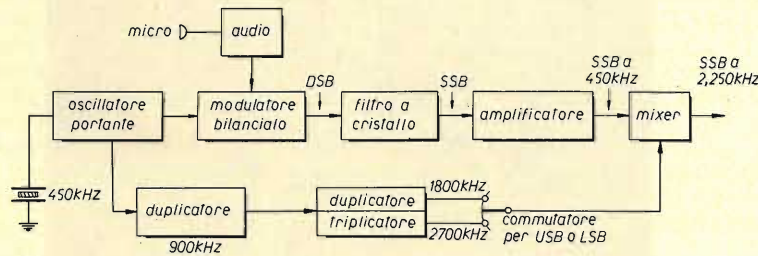 micro
audio
DSB
SSB
SSB a
450kHz
SSB a
2,250kHz
oscillatore
portante
modulatore
bilancialo
filtro a
cristallo
amplificatore
mixer
450kHz
duplicatore
900kHz
duplicatore
triplicatore
1800kHz
2700kHz
commutatore
per USB o LSB